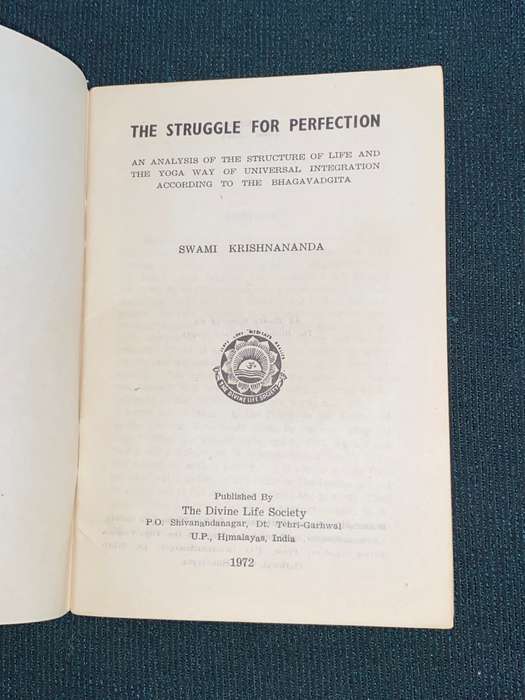 THE STRUGGLE FOR PERFECTION
AN ANALYSIS OF THE STRUCTURE OF LIFE AND
THE YOGA WAY OF UNIVERSAL INTEGRATION
ACCORDING TO THE BHAGAVADGITA
SWAMI KRISHNANANDA
THE DIVINE LIFE SOCIETY
Published By
The Divine Life Society
P.O. Shivanandanagar, Dt. Tehri-Garhwal
U.P., Himalayas, India
1972